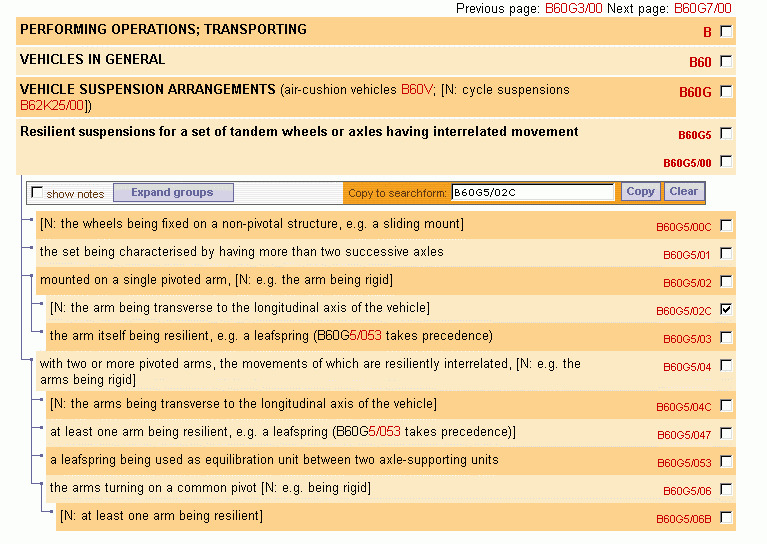 Previous page: B60G3/00 Next page: B60G7/00
PERFORMING OPERATIONS; TRANSPORTING B
VEHICLES IN GENERAL B60
VEHICLE SUSPENSION ARRANGEMENTS (air-cushion vehicles B60V; [N: cycle suspensions B60G
B62K25/00])
Resilient suspensions for a set of tandem wheels or axles having interrelated movement B60G5
B60G5/00
show notes Expand groups Copy to searchform: B60G5/02C Copy Clear
[N: the wheels being fixed on a non-pivotal structure, e.g. a sliding mount] B60G5/00C
the set being characterised by having more than two successive axles B60G5/01
mounted on a single pivoted arm, [N: e.g. the arm being rigid] B60G5/02
[N: the arm being transverse to the longitudinal axis of the vehicle] B60G5/02C
the arm itself being resilient, e.g. a leafspring (B60G5/053 takes precedence) B60G5/03
with two or more pivoted arms, the movements of which are resiliently interrelated, [N: e.g. the B60G5/04
arms being rigid]
[N: the arms being transverse to the longitudinal axis of the vehicle] B60G5/04C
at least one arm being resilient, e.g. a leafspring (B60G5/053 takes precedence)] B60G5/047
a leafspring being used as equilibration unit between two axle-supporting units B60G5/053
the arms turning on a common pivot [N: e.g. being rigid] B60G5/06
[N: at least one arm being resilient] B60G5/06B